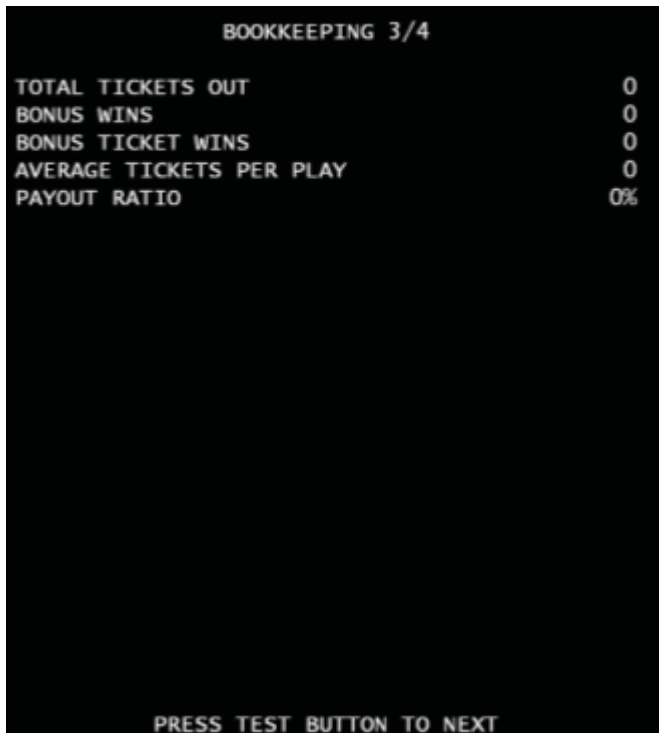 BOOKKEEPING 3/4
TOTAL TICKETS OUT 0
BONUS WINS 0
BONUS TICKET WINS 0
AVERAGE TICKETS PER PLAY 0
PAYOUT RATIO 0%
PRESS TEST BUTTON TO NEXT